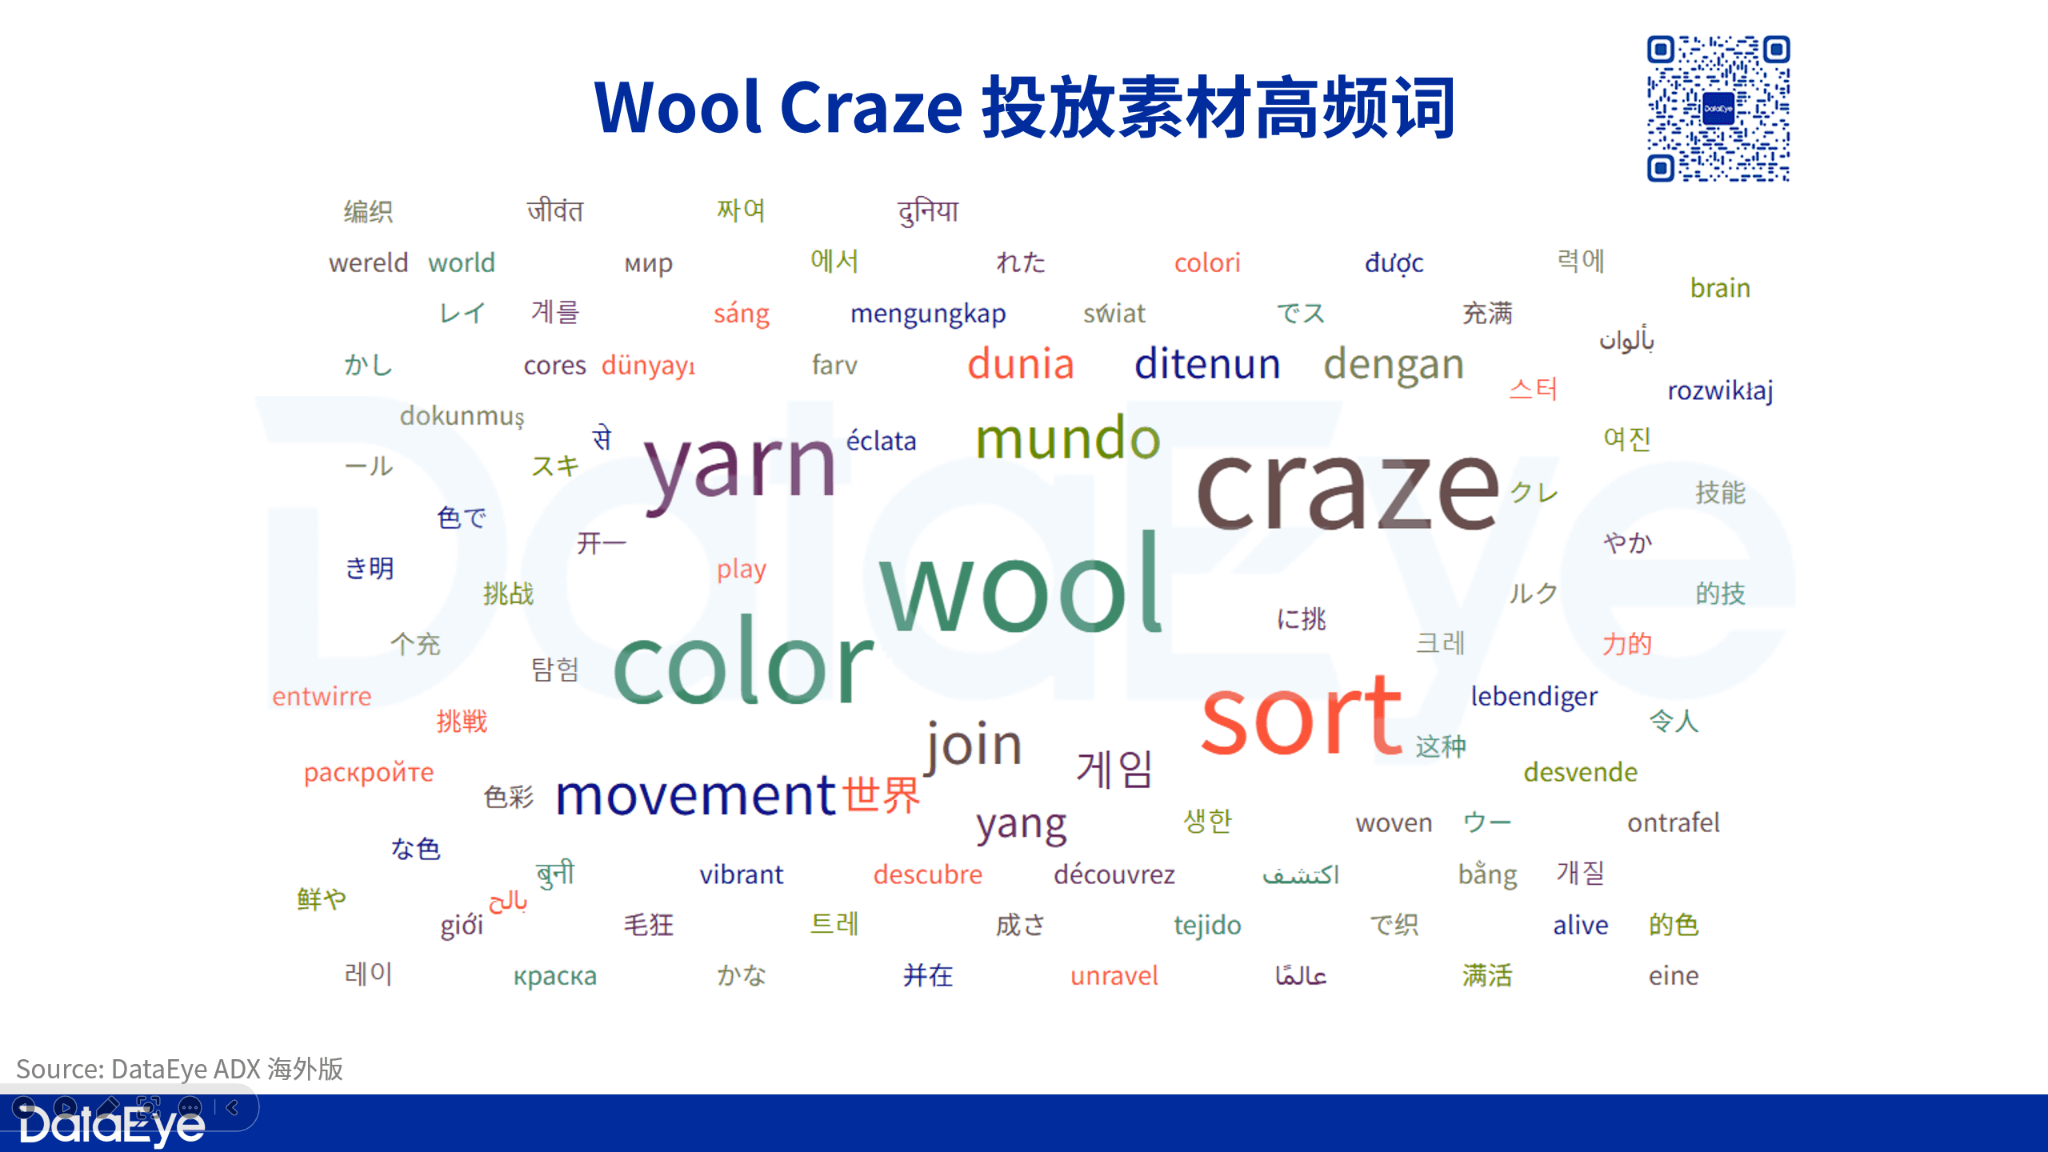 Wool Craze 投放素材高频词
DataEye
编织 जीवंत 짜여 दुनिया
wereld world мир 에서 れた colori được 력에
brain
レイ 계를 sáng mengungkap świat でス 充满
بألوان
かし cores dünyayı farv dunia ditenun dengan
스터 rozwikłaj
dokunmuş से yarn éclata mundo 여진
ール スキ craze クレ 技能
色で 开一 やか
き明 play wool
挑战 ルク 的技
に挑
个充 탐험 color 크레 力的
entwirre sort lebendiger
挑戦 join 这种 令人
раскройте 게임 desvende
色彩 movement 世界
な色 yang 생한 woven ウー ontrafel
बुनी vibrant descubre découvrez اكتشف bằng 개질
鲜や بالح
giới 毛狂 트레 成さ tejido で织 alive 的色
레이 краска かな 并在 unravel عالمًا 满活 eine
Source: DataEye ADX 海外版
DataEye